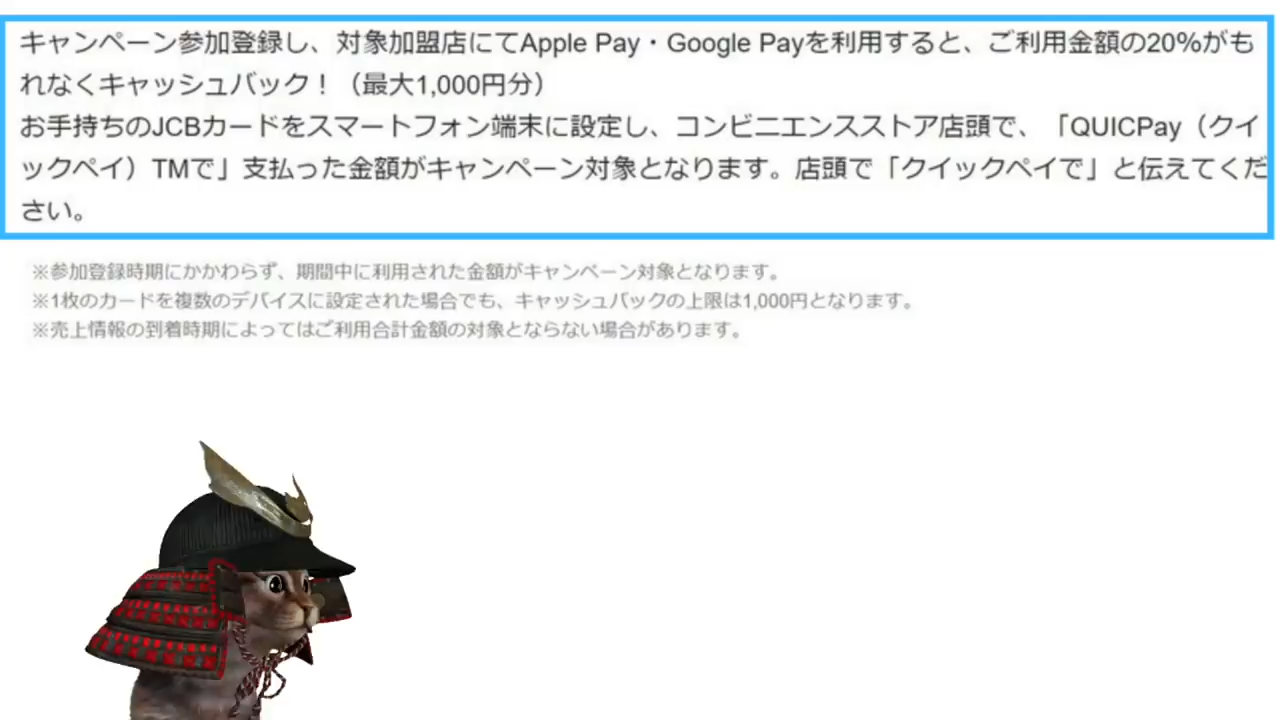 キャンペーン参加登録し、対象加盟店にてApple Pay・Google Payを利用すると、ご利用金額の20%がも
れなくキャッシュバック！（最大1,000円分）
お手持ちのJCBカードをスマートフォン端末に設定し、コンビニエンスストア店頭で、「QUICPay（クイ
ックペイ）TMで」支払った金額がキャンペーン対象となります。店頭で「クイックペイで」と伝えてくだ
さい。
※参加登録時期にかかわらず、期間中に利用された金額がキャンペーン対象となります。
※1枚のカードを複数のデバイスに設定された場合でも、キャッシュバックの上限は1,000円となります。
※売上情報の到着時期によってはご利用合計金額の対象とならない場合があります。